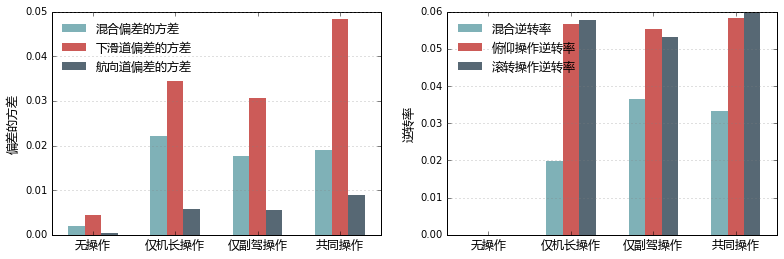 0.05
0.04
0.03
0.02
0.01
0.00
偏差的方差
混合偏差的方差
下滑道偏差的方差
航向道偏差的方差
无操作
仅机长操作
仅副驾操作
共同操作
0.06
0.05
0.04
0.03
0.02
0.01
0.00
逆转率
混合逆转率
俯仰操作逆转率
滚转操作逆转率
无操作
仅机长操作
仅副驾操作
共同操作